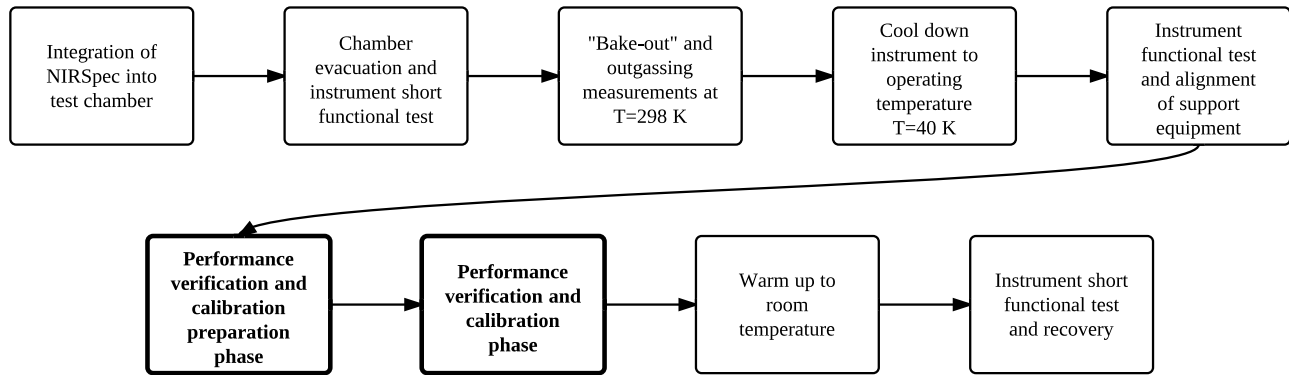 Integration of
NIRSpec into
test chamber
Chamber
evacuation and
instrument short
functional test
"Bake-out" and
outgassing
measurements at
T=298 K
Cool down
instrument to
operating
temperature
T=40 K
Instrument
functional test
and alignment
of support
equipment
Performance
verification and
calibration
preparation
phase
Performance
verification and
calibration
phase
Warm up to
room
temperature
Instrument short
functional test
and recovery